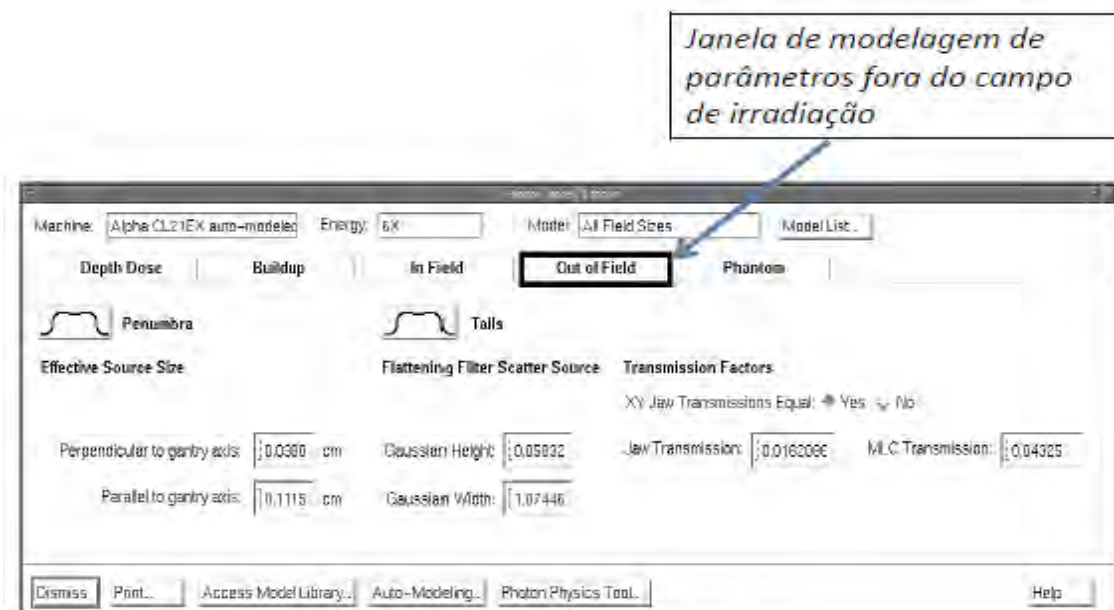 Janela de modelagem de
parâmetros fora do campo
de irradiação
Machine: Alpha CL21EX auto-modeled Energy: 6X Model: All Field Sizes Model List...
Depth Dose Buildup In Field Out of Field Phantom
Penumbra Tails
Effective Source Size Flattening Filter Scatter Source Transmission Factors
XY Jaw Transmissions Equal: Yes No
Perpendicular to gantry axis: 0.0380 cm Gaussian Height: 0.05832 Jaw Transmission: MLC Transmission: 0.04325
Parallel to gantry axis: 0.1115 cm Gaussian Width: 1.07446
Dismiss Print... Access Model Library... Auto-Modeling... Photon Physics Tool... Help